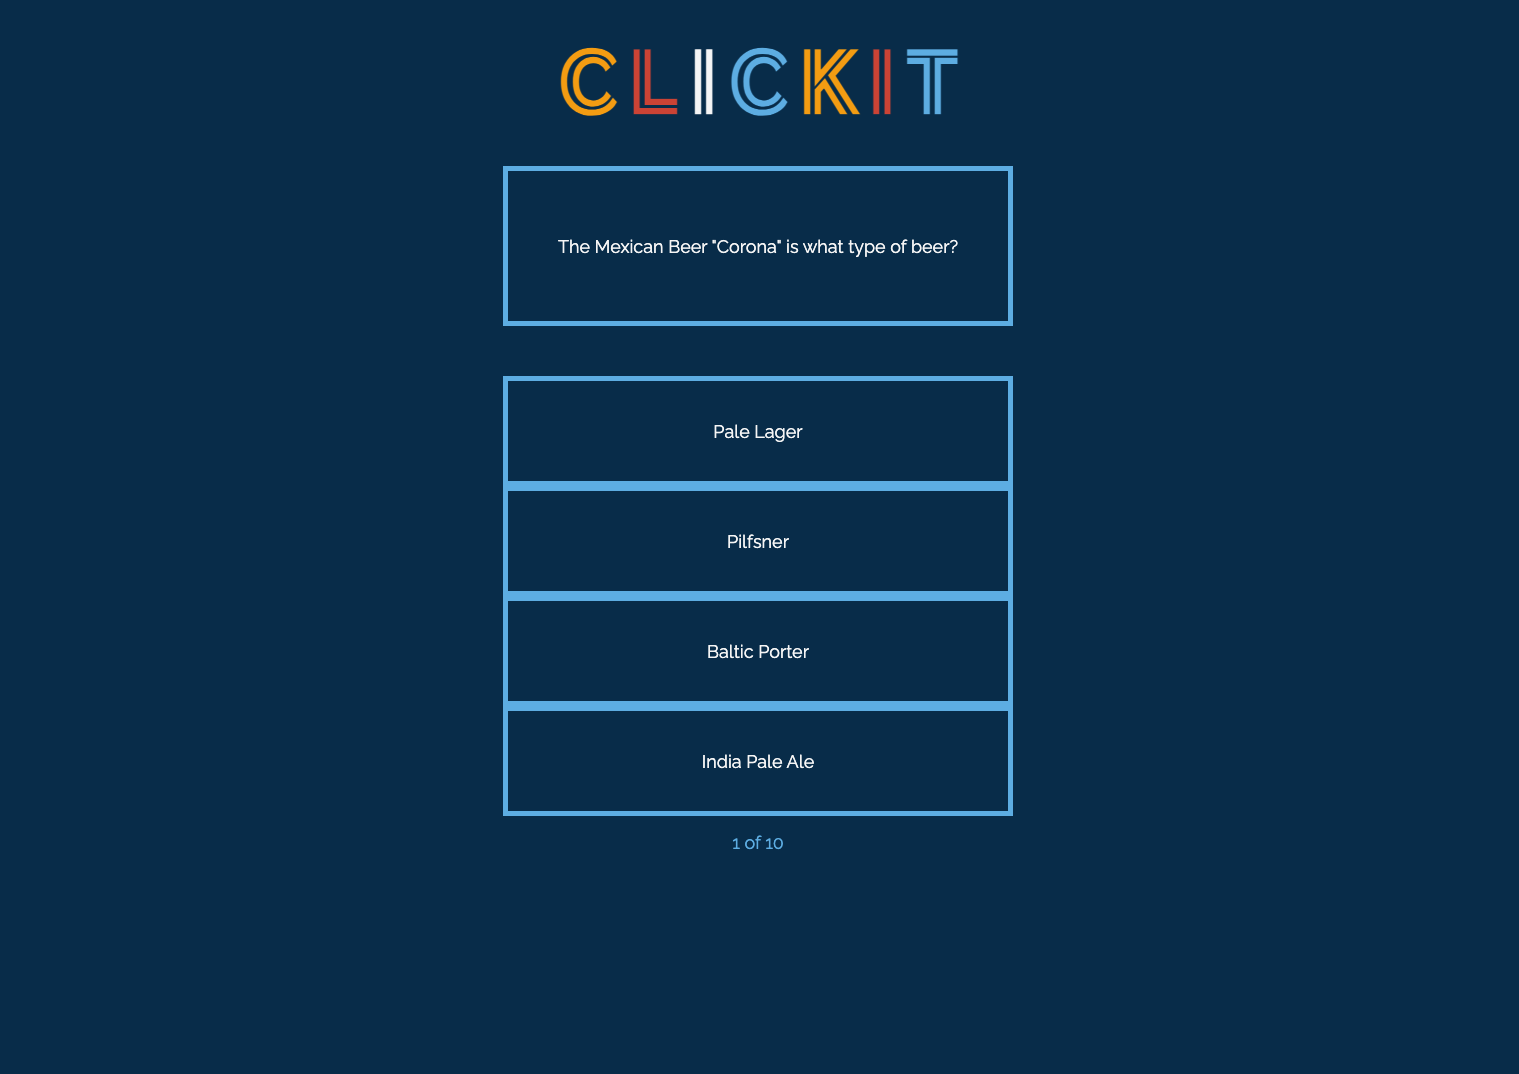 CLICKIT
The Mexican Beer "Corona" is what type of beer?
Pale Lager
Pilfsner
Baltic Porter
India Pale Ale
1 of 10